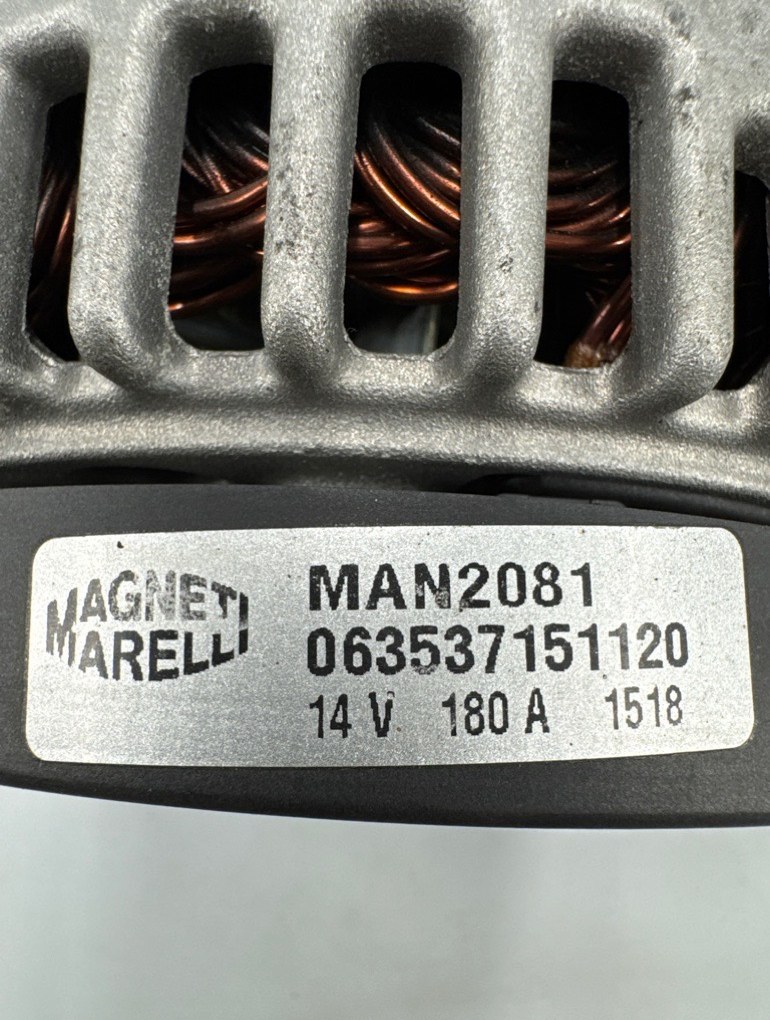 MAGNETI
MARELLI
MAN2081
063537151120
14 V 180 A 1518